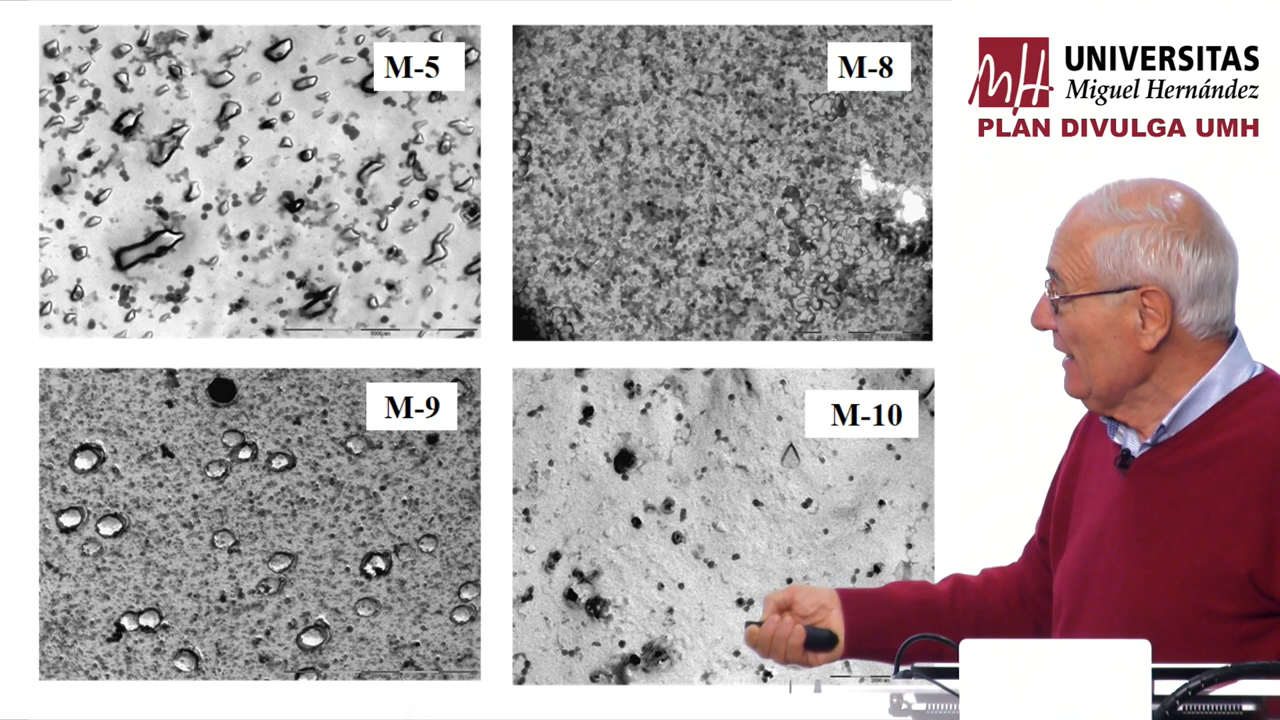 M-5
M-8
M-9
M-10
UNIVERSITAS
Miguel Hernández
PLAN DIVULGA UMH